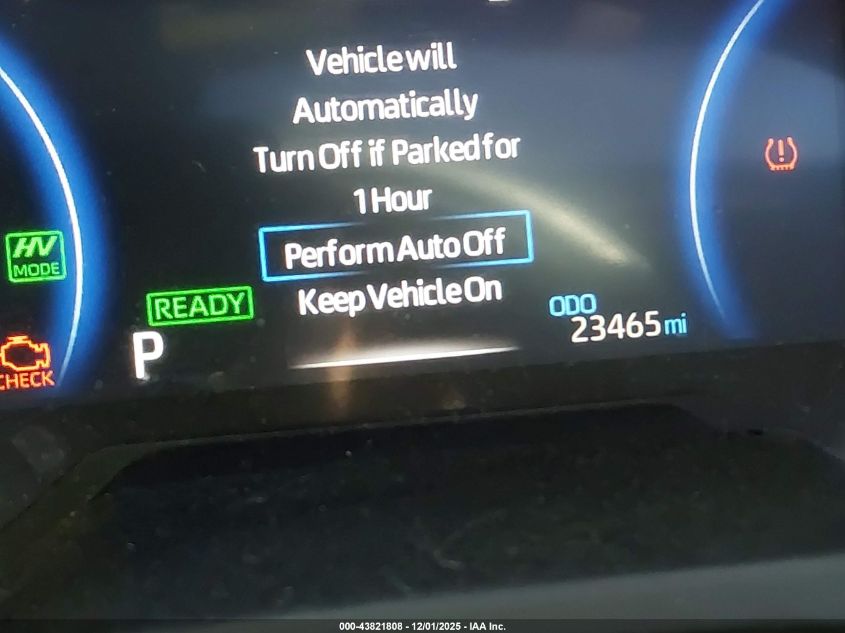 Vehicle will
Automatically
Turn Off if Parked for
1 Hour
Perform Auto Off
Keep Vehicle On
HV
MODE
READY
ODO
23465 mi
P
CHECK
000-43821808 - 12/01/2025 - IAA Inc.